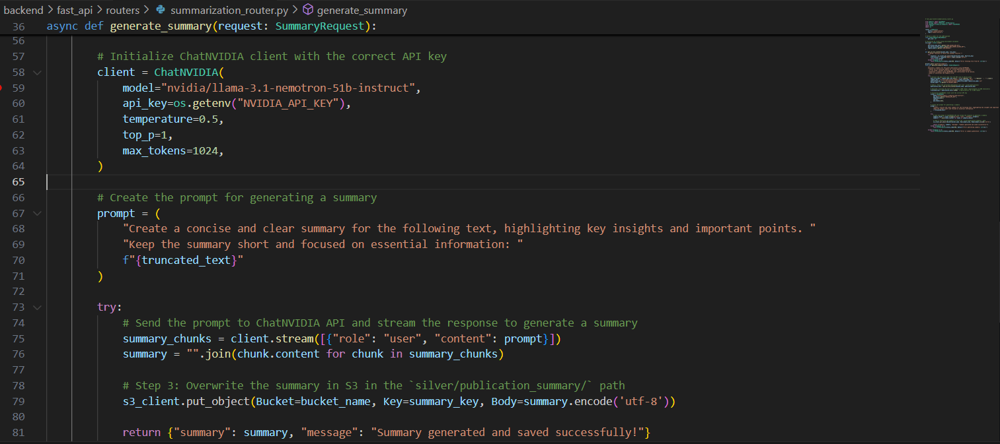 backend > fast_api > routers > summarization_router.py > generate_summary
36 async def generate_summary(request: SummaryRequest):
56
57 # Initialize ChatNVIDIA client with the correct API key
58 client = ChatNVIDIA(
59 model="nvidia/llama-3.1-nemotron-51b-instruct",
60 api_key=os.getenv("NVIDIA_API_KEY"),
61 temperature=0.5,
62 top_p=1,
63 max_tokens=1024,
64 )
65
66 # Create the prompt for generating a summary
67 prompt = (
68 "Create a concise and clear summary for the following text, highlighting key insights and important points. "
69 "Keep the summary short and focused on essential information: "
70 f"{truncated_text}"
71 )
72
73 try:
74 # Send the prompt to ChatNVIDIA API and stream the response to generate a summary
75 summary_chunks = client.stream([{"role": "user", "content": prompt}])
76 summary = "".join(chunk.content for chunk in summary_chunks)
77
78 # Step 3: Overwrite the summary in S3 in the `silver/publication_summary/` path
79 s3_client.put_object(Bucket=bucket_name, Key=summary_key, Body=summary.encode('utf-8'))
80
81 return {"summary": summary, "message": "Summary generated and saved successfully!"}